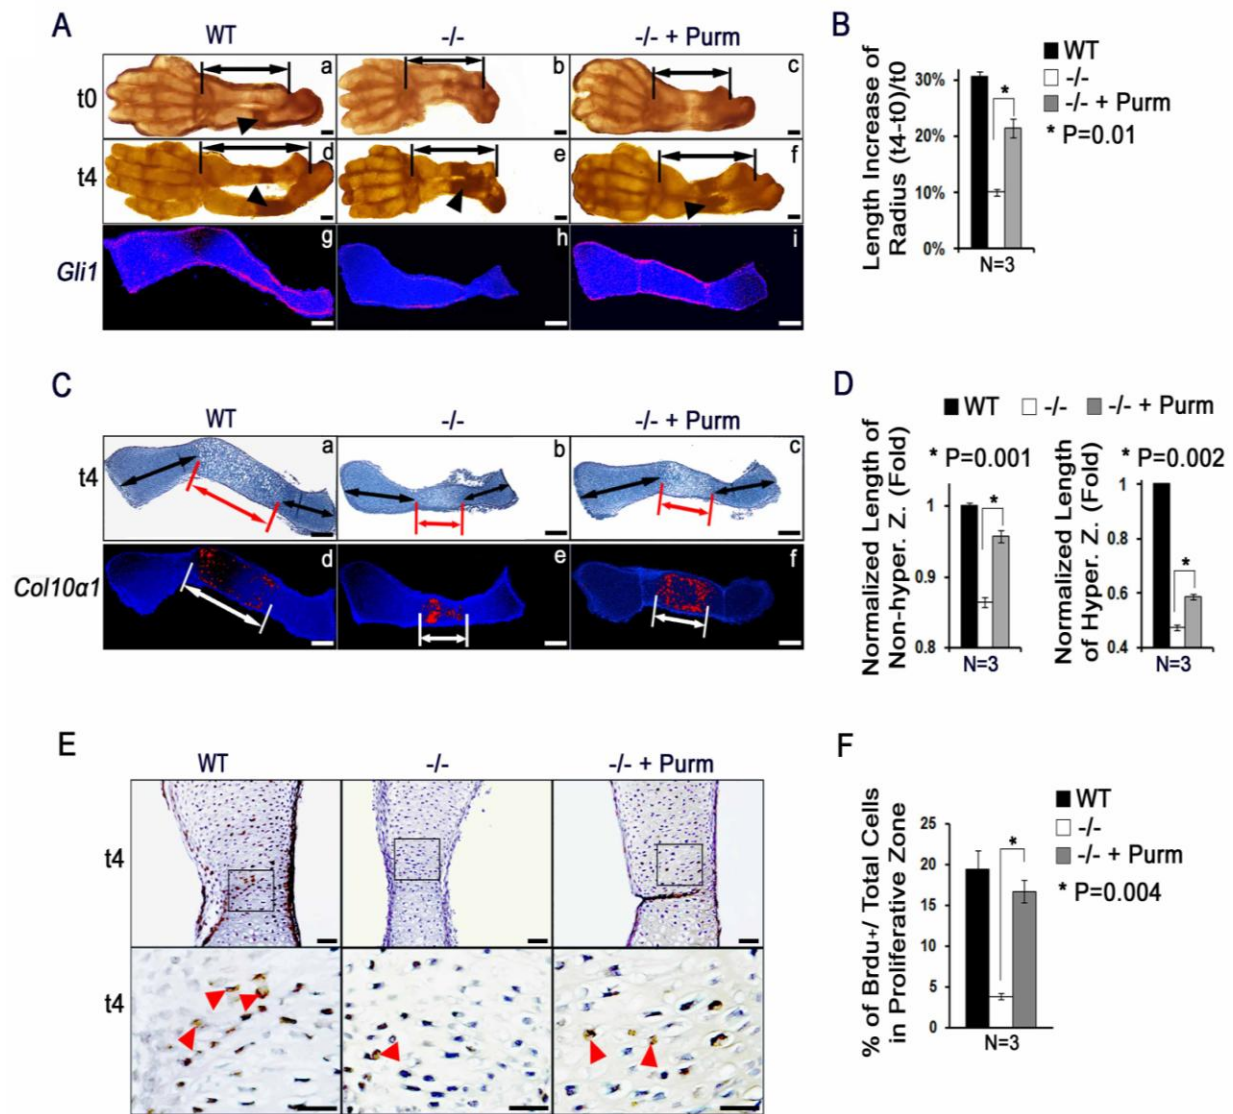 A
WT
-/-
-/- + Purm
t0
a
b
c
t4
d
e
f
Gli1
g
h
i
B
Length Increase of
Radius (t4-t0)/t0
30%
20%
10%
0%
*
N=3
WT
-/-
-/- + Purm
* P=0.01
C
WT
-/-
-/- + Purm
t4
a
b
c
Col10α1
d
e
f
D
WT -/- -/- + Purm
* P=0.001
Normalized Length of
Non-hyper. Z. (Fold)
1
0.9
0.8
*
N=3
* P=0.002
Normalized Length
of Hyper. Z. (Fold)
1
0.8
0.6
0.4
*
N=3
E
WT
-/-
-/- + Purm
t4
t4
F
% of Brdu+/ Total Cells
in Proliferative Zone
25
20
15
10
5
0
*
N=3
WT
-/-
-/- + Purm
* P=0.004